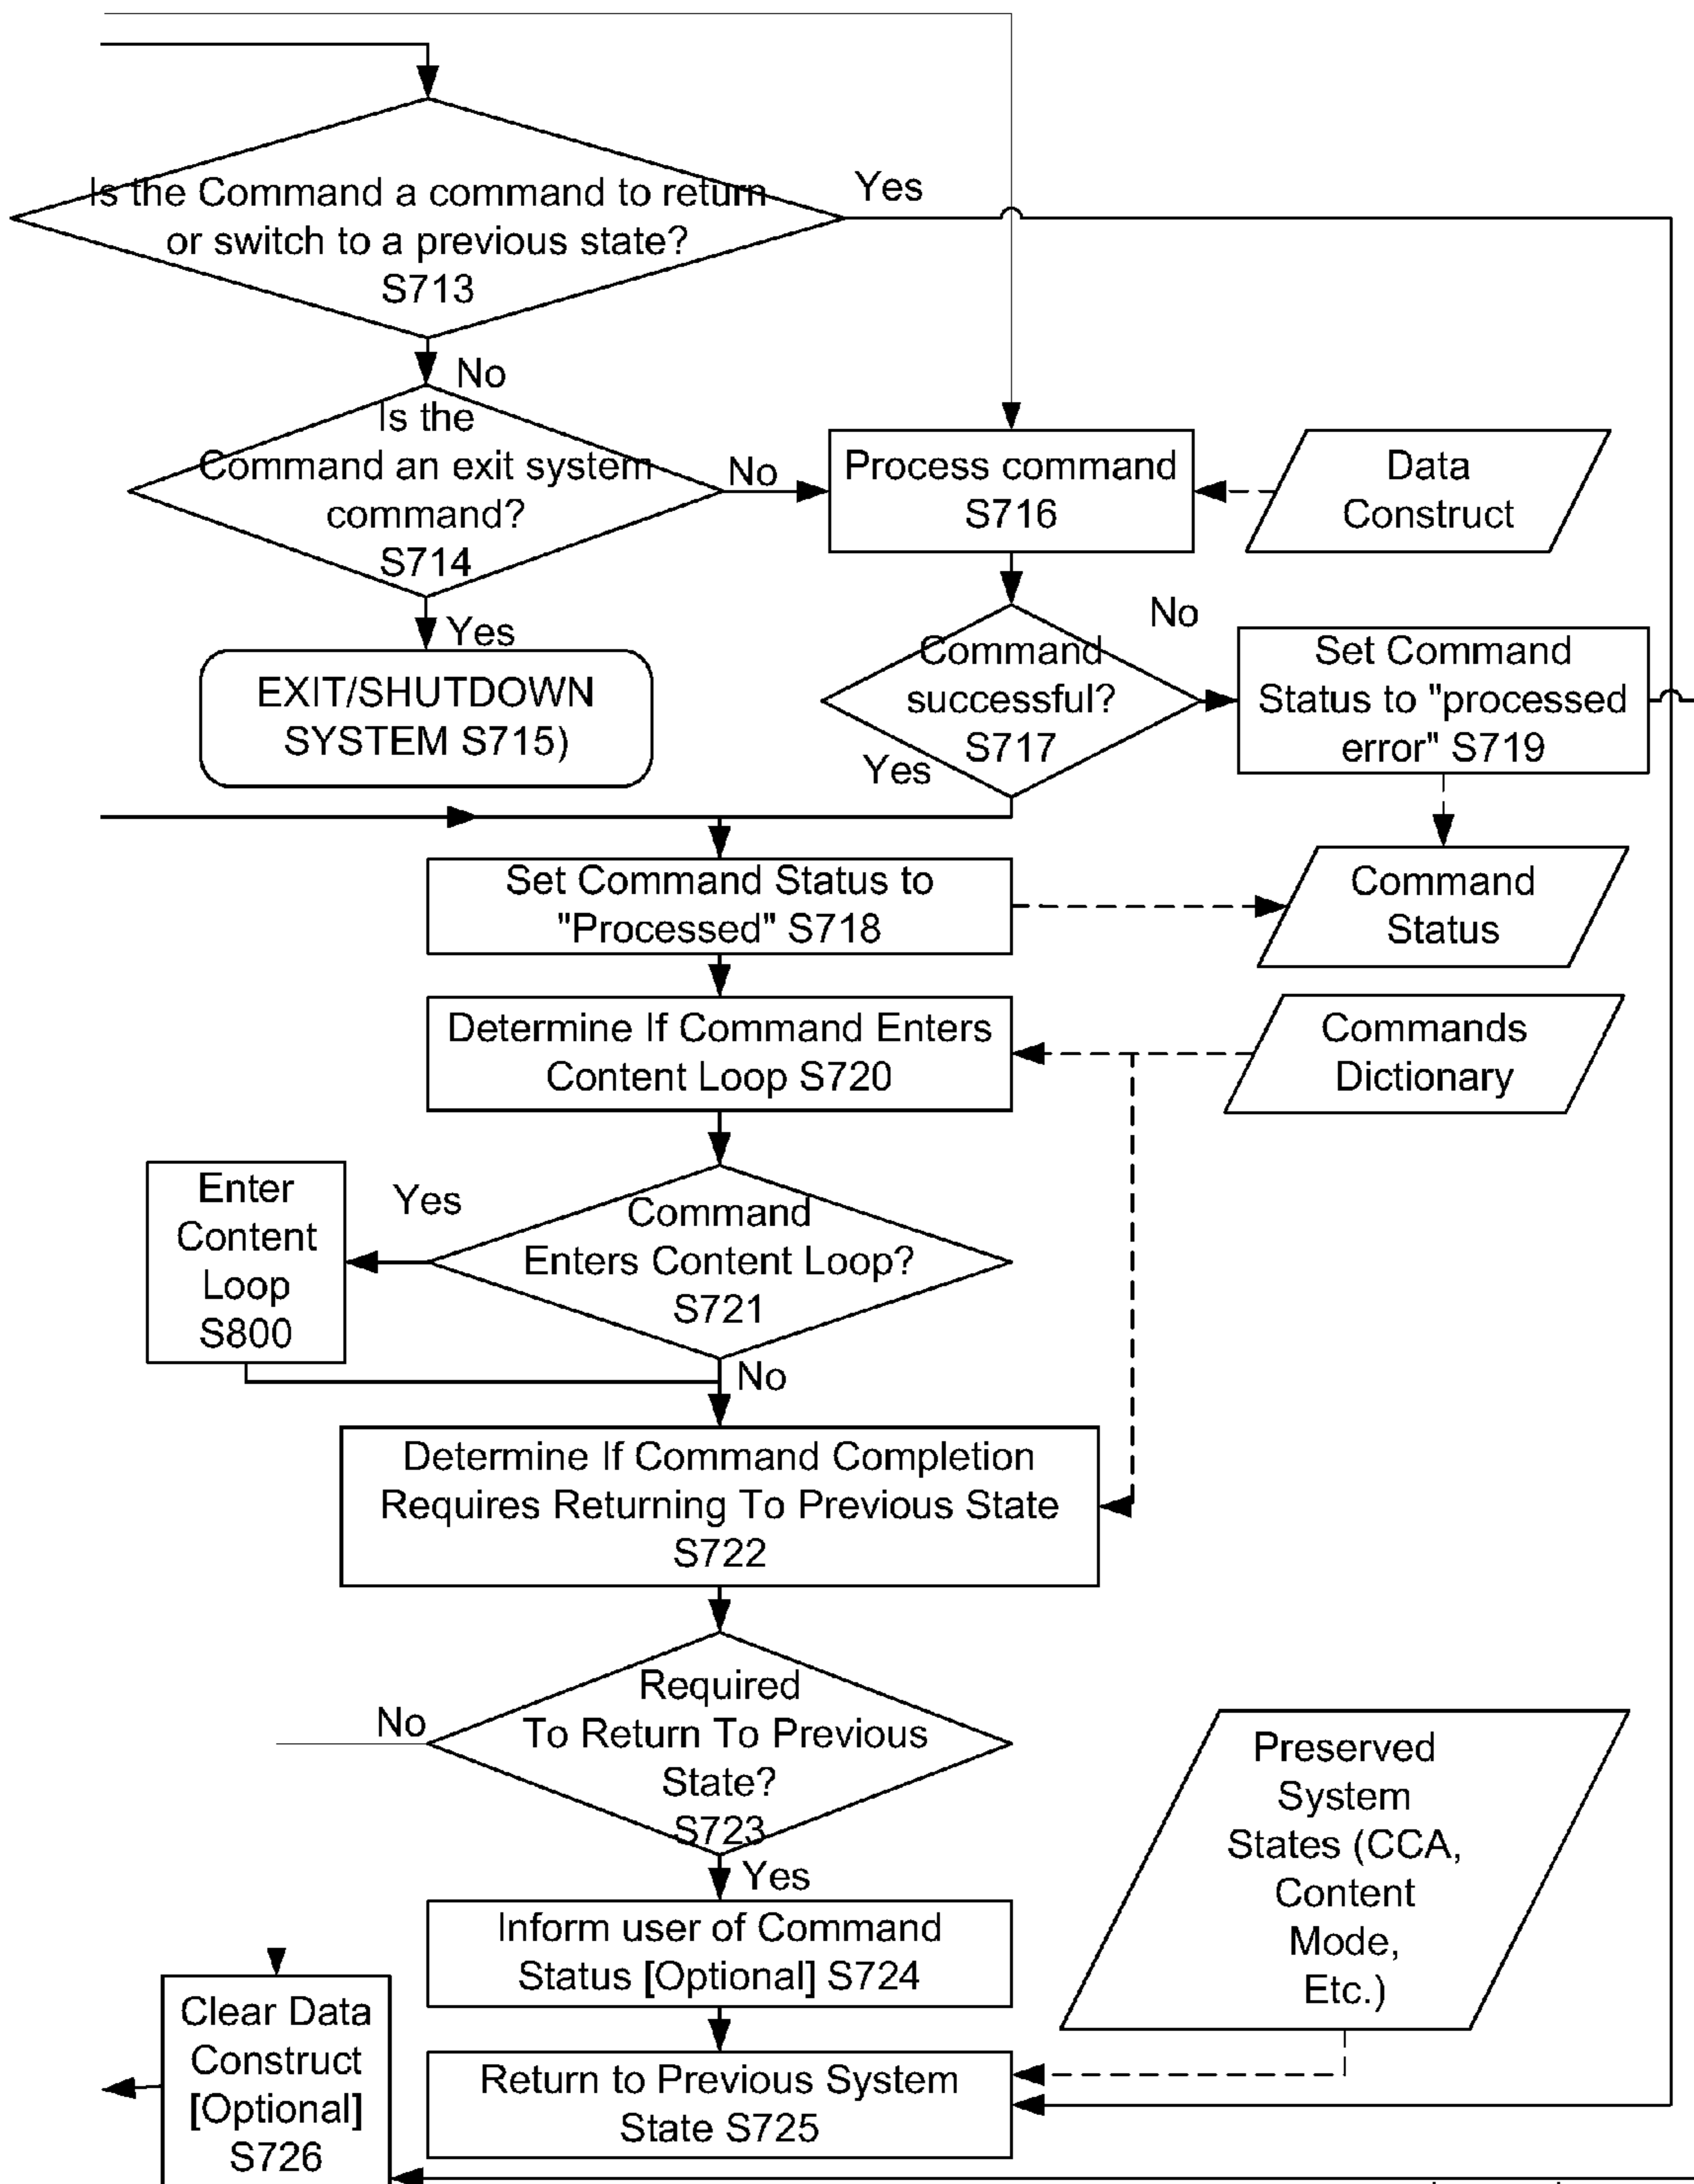 Is the Command a command to return
or switch to a previous state?
S713
Yes
No
Is the
Command an exit system
command?
S714
No
Yes
EXIT/SHUTDOWN
SYSTEM S715)
Process command
S716
Data
Construct
Command
successful?
S717
No
Yes
Set Command
Status to "processed
error" S719
Set Command Status to
"Processed" S718
Command
Status
Determine If Command Enters
Content Loop S720
Commands
Dictionary
Enter
Content
Loop
S800
Yes
Command
Enters Content Loop?
S721
No
Determine If Command Completion
Requires Returning To Previous State
S722
No
Required
To Return To Previous
State?
S723
Yes
Preserved
System
States (CCA,
Content
Mode,
Etc.)
Inform user of Command
Status [Optional] S724
Clear Data
Construct
[Optional]
S726
Return to Previous System
State S725